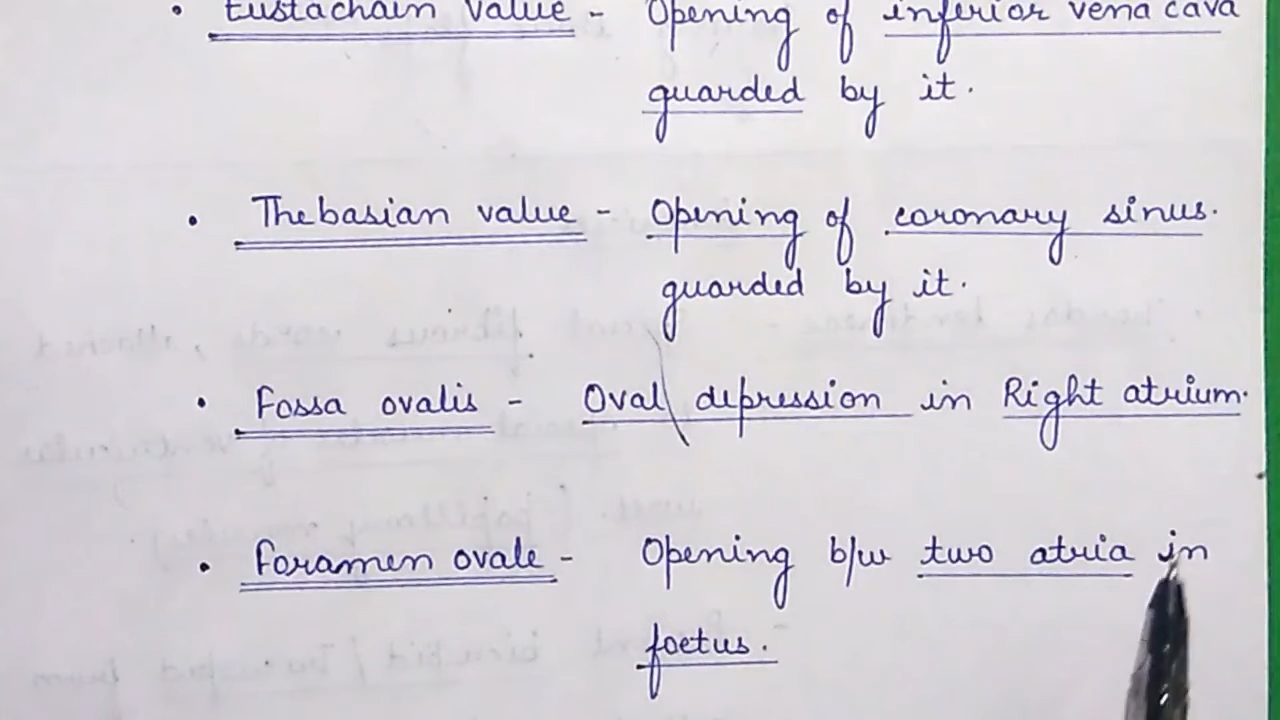 • Eustachain Value - Opening of inferior vena cava
guarded by it.
• Thebasian value - Opening of coronary sinus.
guarded by it.
• Fossa ovalis - Oval depression in Right atrium.
• Foramen ovale - Opening b/w two atria in
foetus.